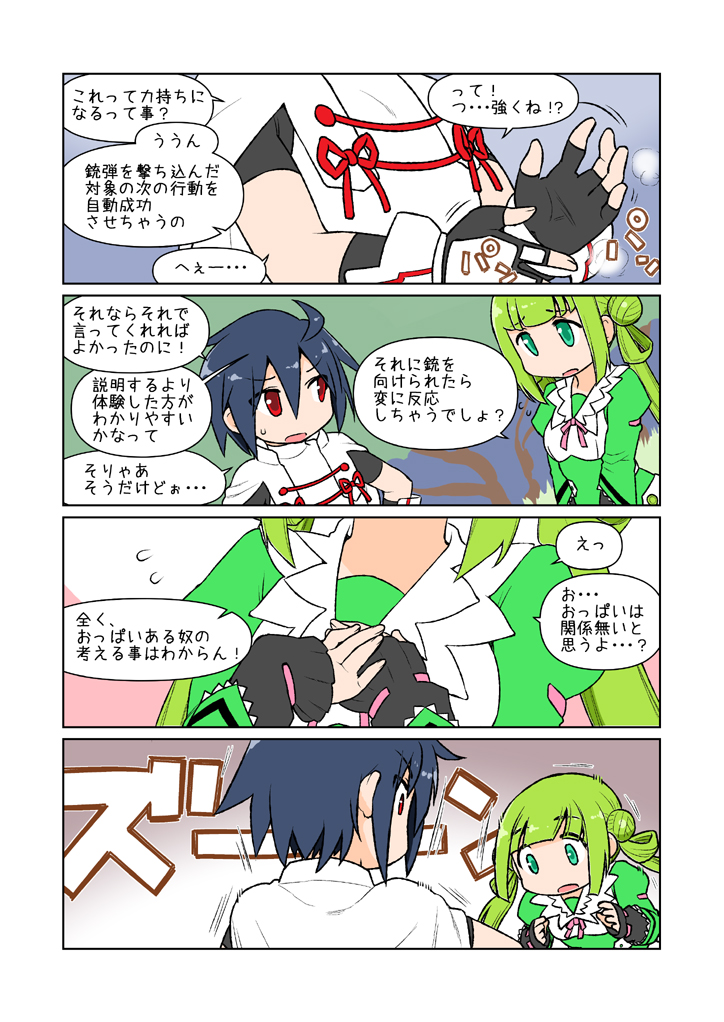 って！
つ・・・強くね!?
これって力持ちに
なるって事？
ううん
銃弾を撃ち込んだ
対象の次の行動を
自動成功
させちゃうの
へぇー・・・
パンパン
それに銃を
向けられたら
変に反応
しちゃうでしょ？
それならそれで
言ってくれれば
よかったのに！
説明するより
体験した方が
わかりやすい
かなって
そりゃあ
そうだけどぉ・・・
全く、
おっぱいある奴の
考える事はわからん！
えっ
お・・・
おっぱいは
関係無いと
思うよ・・・？
ズーン